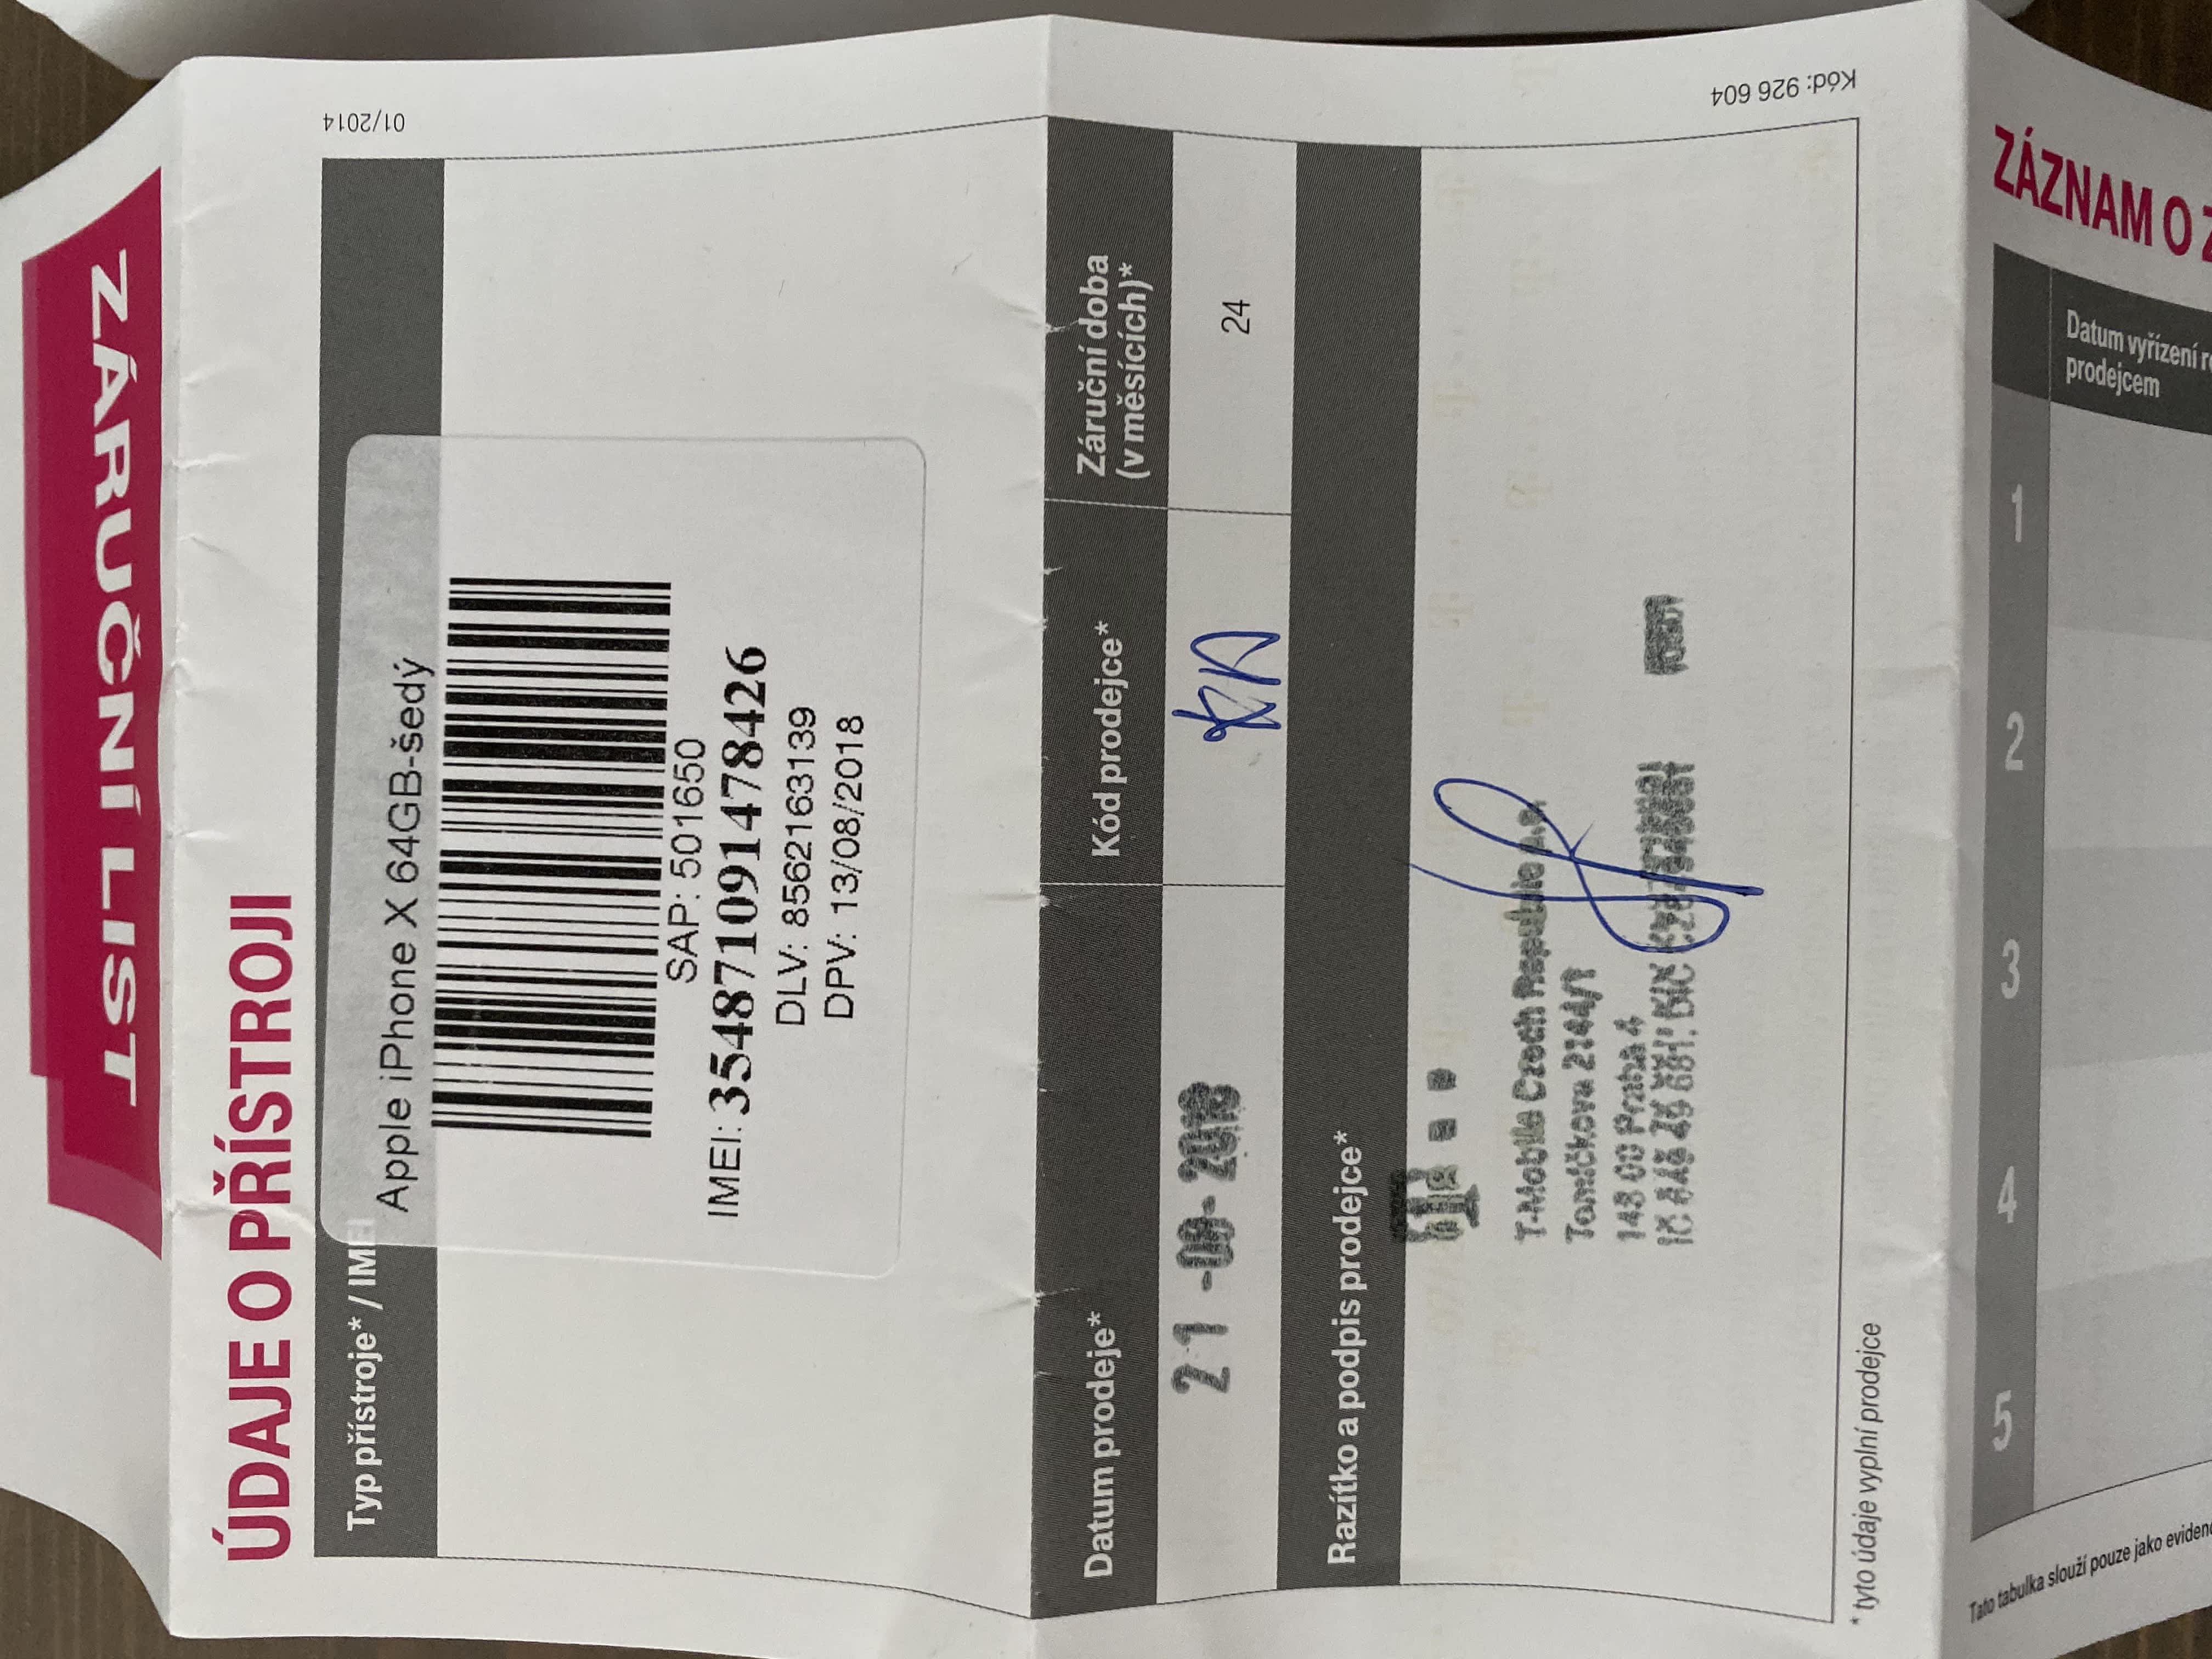 ZÁRUČNÍ LIST
01/2014
ÚDAJE O PŘÍSTROJI
Typ přístroje* / IMEI
Apple iPhone X 64GB-šedý
SAP: 501650
IMEI: 354871091478426
DLV: 8562163139
DPV: 13/08/2018
Datum prodeje*
Kód prodejce*
Záruční doba
(v měsících)*
21
24
Razítko a podpis prodejce*
T-Mobile Czech Republic a.s.
Tomíčkova 2144/1
148 00 Praha 4
* tyto údaje vyplní prodejce
Kód: 926 604
ZÁZNAM O
Datum vyřízení
prodejcem
1
2
3
4
5
Tato tabulka slouží pouze jako